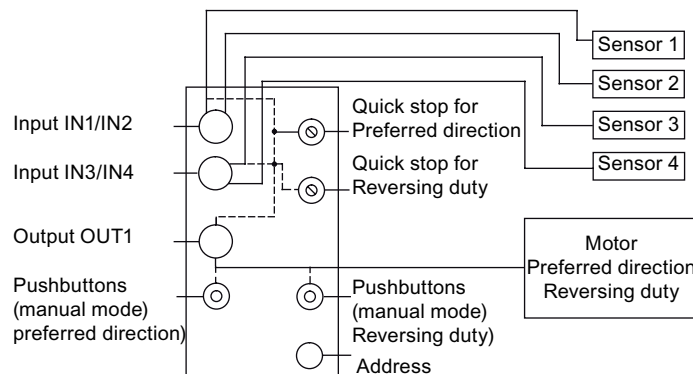 Sensor 1
Sensor 2
Sensor 3
Sensor 4
Input IN1/IN2
Quick stop for
Preferred direction
Input IN3/IN4
Quick stop for
Reversing duty
Output OUT1
Motor
Preferred direction
Reversing duty
Pushbuttons
(manual mode)
preferred direction)
Pushbuttons
(manual mode)
Reversing duty)
Address